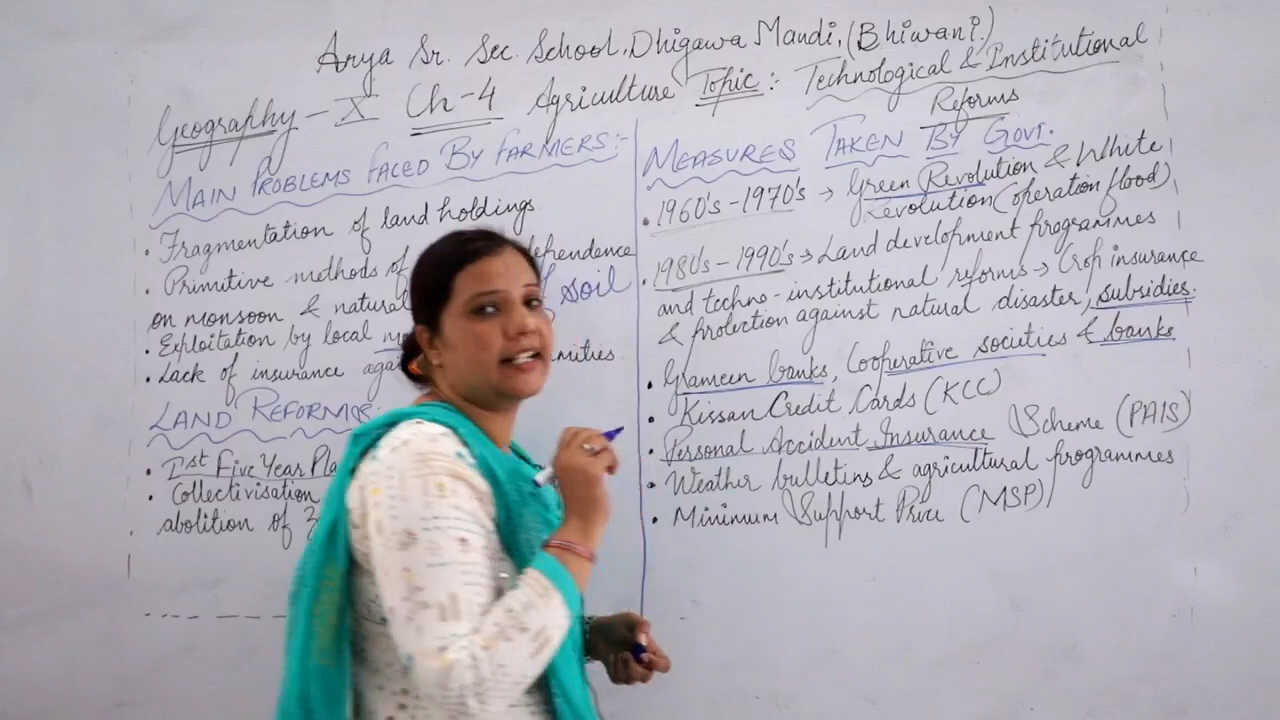 Arya Sr. Sec. School, Dhigawa Mandi, (Bhiwani.)
Geography - X Ch-4 Agriculture Topic: Technological & Institutional
Reforms
MAIN PROBLEMS FACED BY FARMERS:-
• Fragmentation of land holdings
• Primitive methods of dependence
on monsoon & natural of soil
• Exploitation by local
• Lack of insurance
LAND REFORMS:
• Ist Five Year Pla
• Collectivisation
abolition of
MEASURES TAKEN BY GOVT.
• 1960's - 1970's → Green Revolution & White
Revolution (operation flood)
• 1980's - 1990's → Land development programmes
and techno-institutional reforms → Crop insurance
& protection against natural disaster, subsidies.
• Grameen banks, Cooperative societies & banks
• Kissan Credit Cards (KCC)
• Personal Accident Insurance Scheme (PAIS)
• Weather bulletins & agricultural programmes
• Minimum Support Price (MSP)